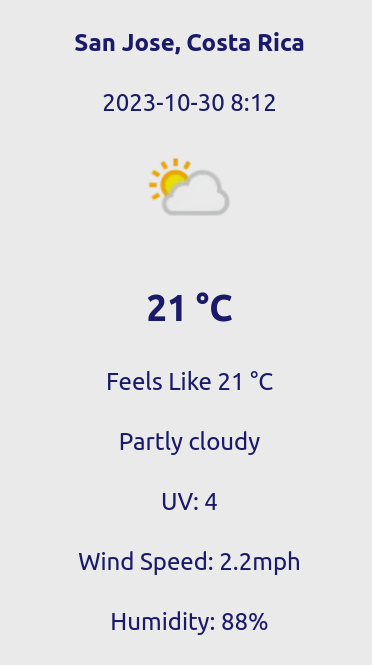 San Jose, Costa Rica
2023-10-30 8:12
21 °C
Feels Like 21 °C
Partly cloudy
UV: 4
Wind Speed: 2.2mph
Humidity: 88%